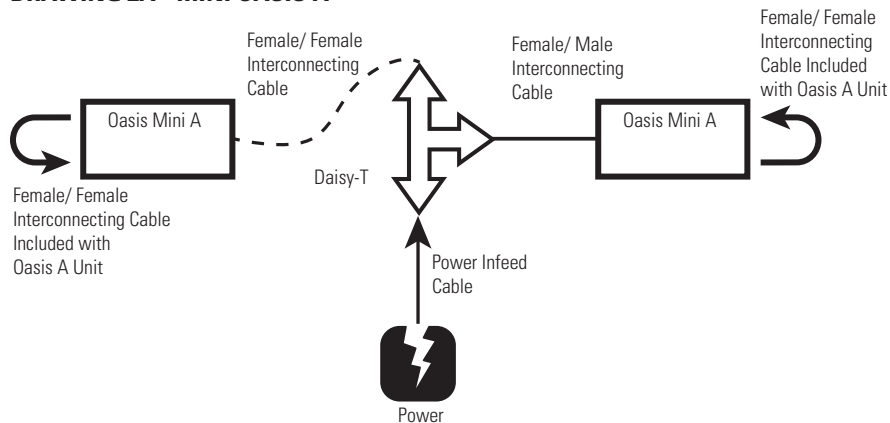 Female/ Female
Interconnecting
Cable
Female/ Male
Interconnecting
Cable
Female/ Female
Interconnecting
Cable Included
with Oasis A Unit
Oasis Mini A
Oasis Mini A
Daisy-T
Female/ Female
Interconnecting Cable
Included with
Oasis A Unit
Power Infeed
Cable
Power